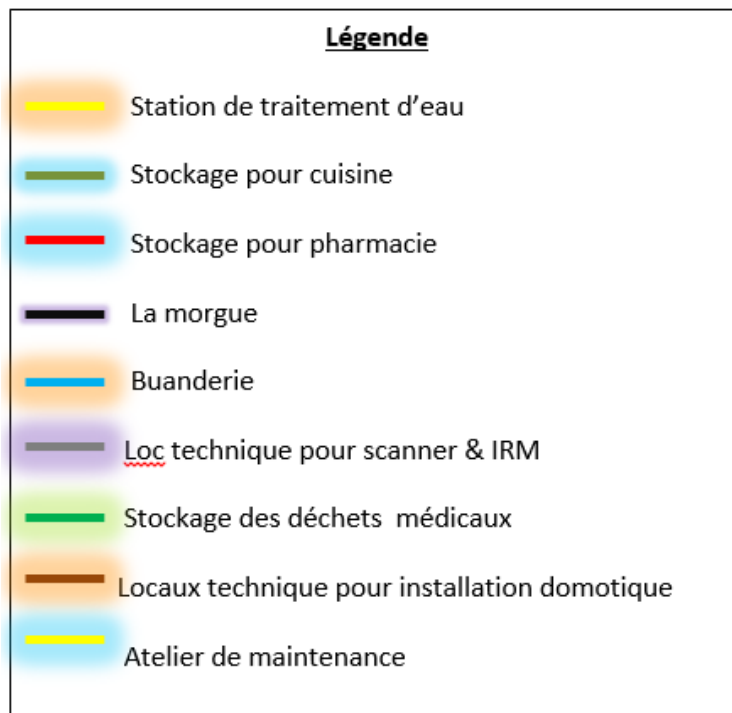 Légende
Station de traitement d’eau
Stockage pour cuisine
Stockage pour pharmacie
La morgue
Buanderie
Loc technique pour scanner & IRM
Stockage des déchets médicaux
Locaux technique pour installation domotique
Atelier de maintenance